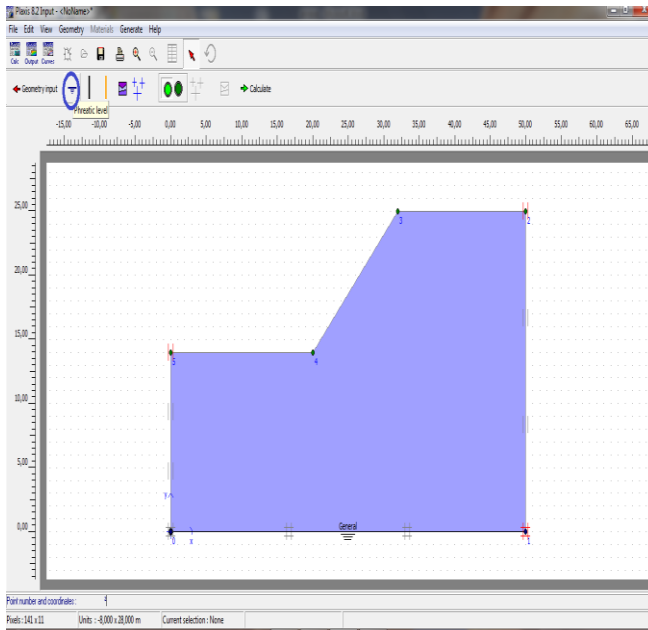 Plaxis 8.2 Input - <NoName>*
File Edit View Geometry Materials Generate Help
Calc Output Curves
Geometry input
Calculate
Phreatic level
-15,00 -10,00 -5,00 0,00 5,00 10,00 15,00 20,00 25,00 30,00 35,00 40,00 45,00 50,00 55,00 60,00 65,00
25,00
3 2
20,00
15,00
5 4
10,00
5,00
y
0,00
General
0 x 1
Point number and coordinates :
Pixels : 141 x 11 Units : -8,000 x 28,000 m Current selection : None